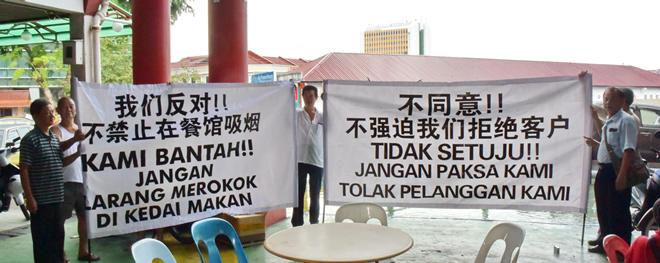 我们反对!!
不禁止在餐馆吸烟
KAMI BANTAH!!
JANGAN
LARANG MEROKOK
DI KEDAI MAKAN
不同意!!
不强迫我们拒绝客户
TIDAK SETUJU!!
JANGAN PAKSA KAMI
TOLAK PELANGGAN KAMI